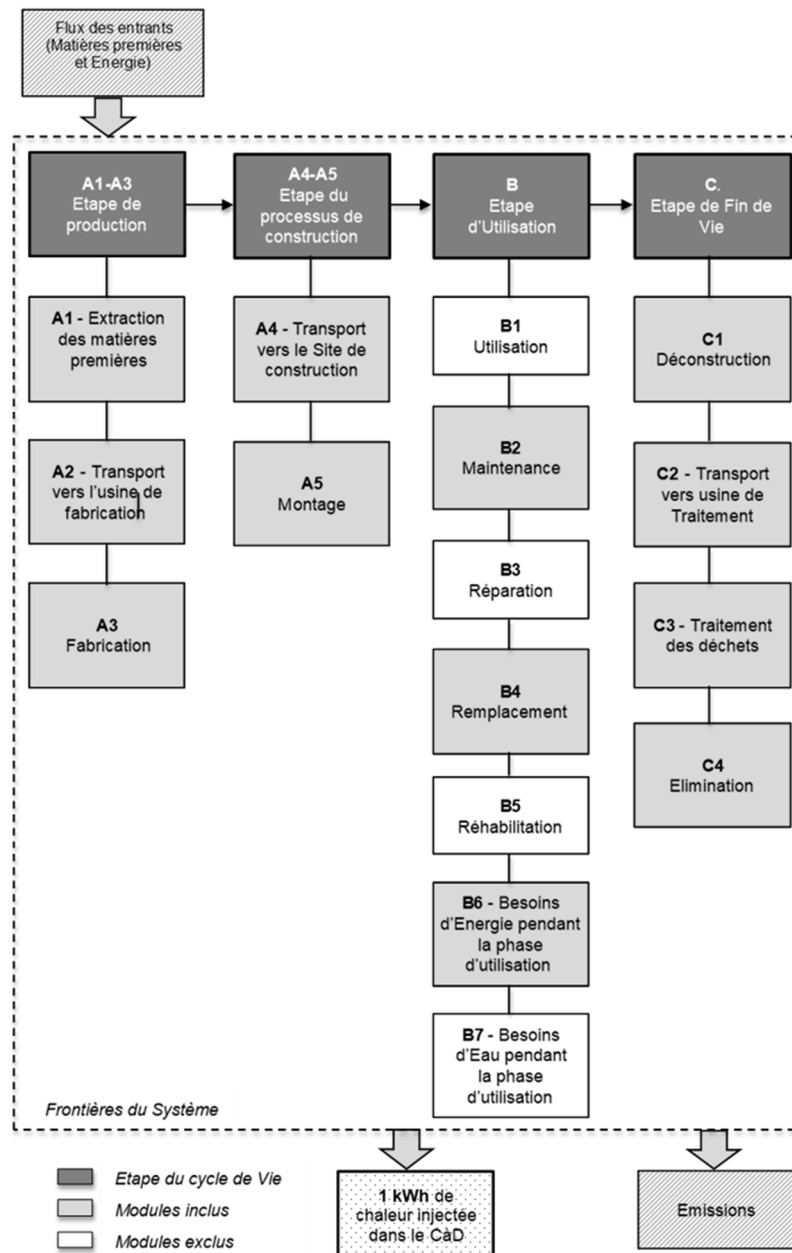 Flux des entrants
(Matières premières
et Energie)
A1-A3
Etape de
production
A4-A5
Etape du
processus de
construction
B
Etape
d'Utilisation
C.
Etape de Fin de
Vie
A1 - Extraction
des matières
premières
A2 - Transport
vers l'usine de
fabrication
A3
Fabrication
A4 - Transport
vers le Site de
construction
A5
Montage
B1
Utilisation
B2
Maintenance
B3
Réparation
B4
Remplacement
B5
Réhabilitation
B6 - Besoins
d'Energie pendant
la phase
d'utilisation
B7 - Besoins
d'Eau pendant
la phase
d'utilisation
C1
Déconstruction
C2 - Transport
vers usine de
Traitement
C3 - Traitement
des déchets
C4
Elimination
Frontières du Système
Etape du cycle de Vie
Modules inclus
Modules exclus
1 kWh de
chaleur injectée
dans le CàD
Emissions